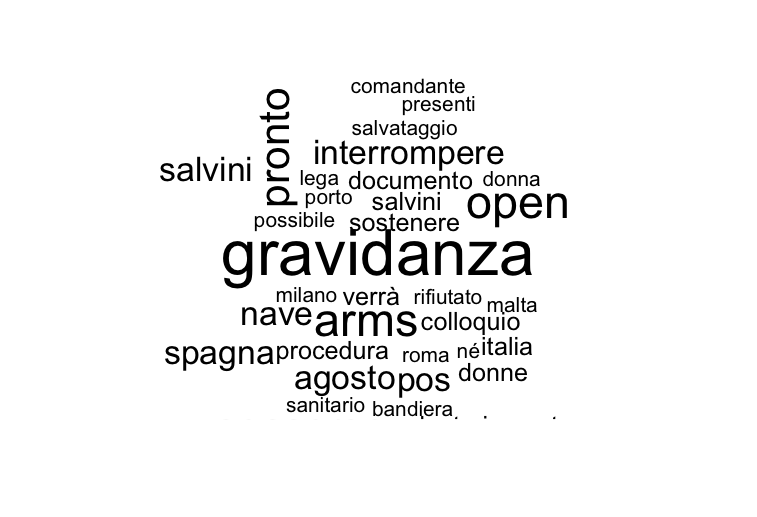 comandante
presenti
salvataggio
pronto
interrompere
salvini
lega documento donna
porto salvini open
possibile sostenere
gravidanza
milano verrà rifiutato malta
nave arms colloquio
spagna procedura roma né italia
agosto pos donne
sanitario bandiera